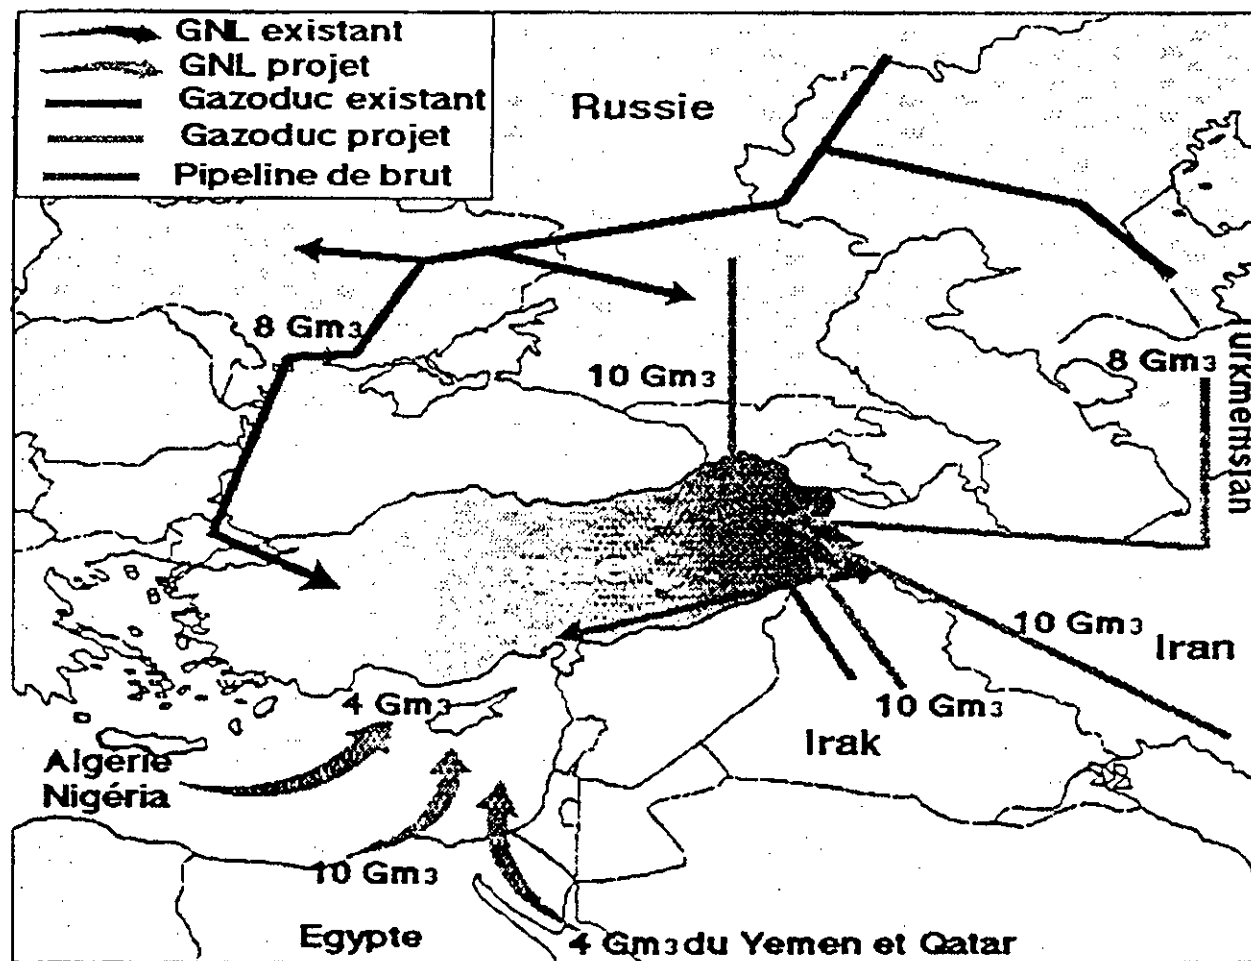 GNL existant
GNL projet
Gazoduc existant
Gazoduc projet
Pipeline de brut
Russie
8 Gm3
10 Gm3
8 Gm3
Turkmenistan
10 Gm3
Iran
10 Gm3
Irak
4 Gm3
Algérie
Nigéria
10 Gm3
Egypte
4 Gm3 du Yemen et Qatar